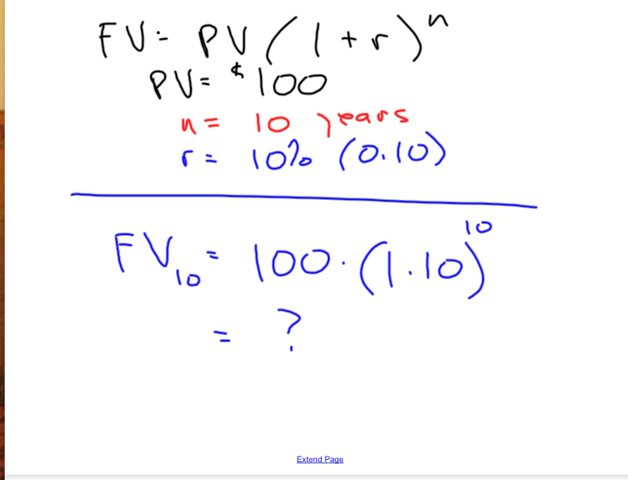 FV = PV (1 + r)^n
PV = $100
n = 10 years
r = 10% (0.10)
FV₁₀ = 100 · (1.10)^10
= ?
Extend Page